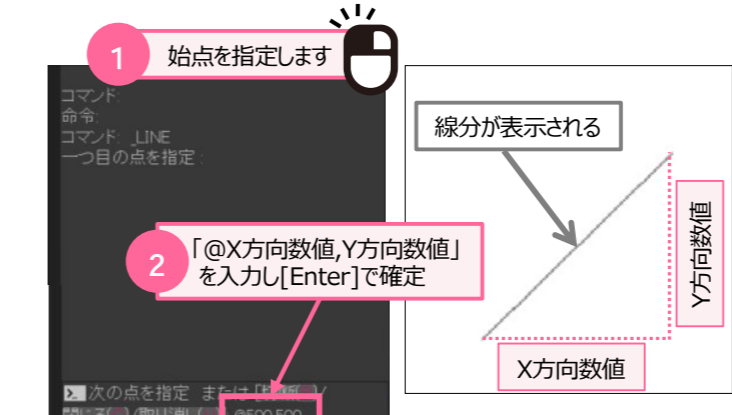 1
始点を指定します
コマンド:
命令:
コマンド: _LINE
一つ目の点を指定:
2
「@X方向数値,Y方向数値」
を入力し[Enter]で確定
次の点を指定 または
@500,500
線分が表示される
Y方向数値
X方向数値